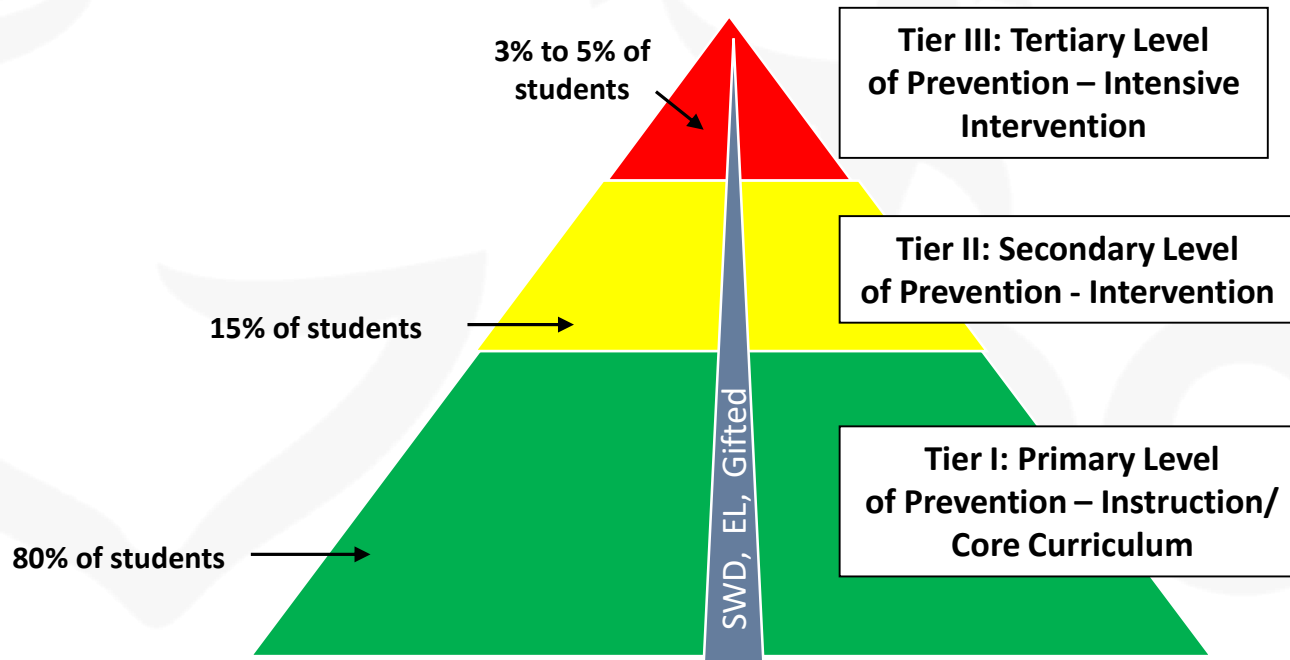 3% to 5% of
students
Tier III: Tertiary Level
of Prevention – Intensive
Intervention
15% of students
Tier II: Secondary Level
of Prevention - Intervention
80% of students
SWD, EL, Gifted
Tier I: Primary Level
of Prevention – Instruction/
Core Curriculum